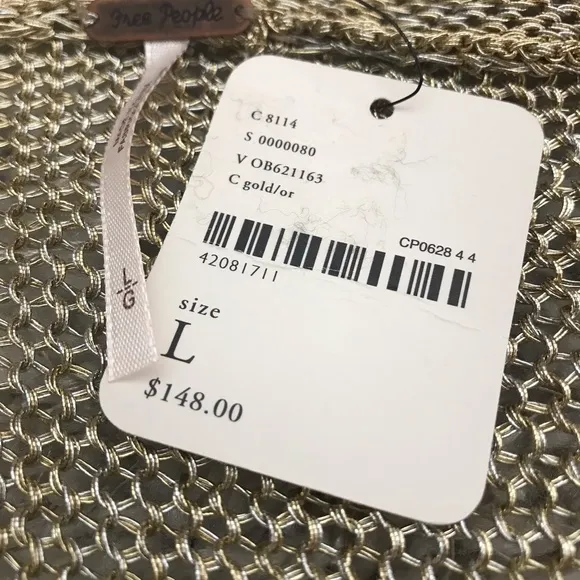 Free People
C 8114
S 0000080
V OB621163
C gold/or
CP0628 4 4
42081711
size
L
$148.00
L/G